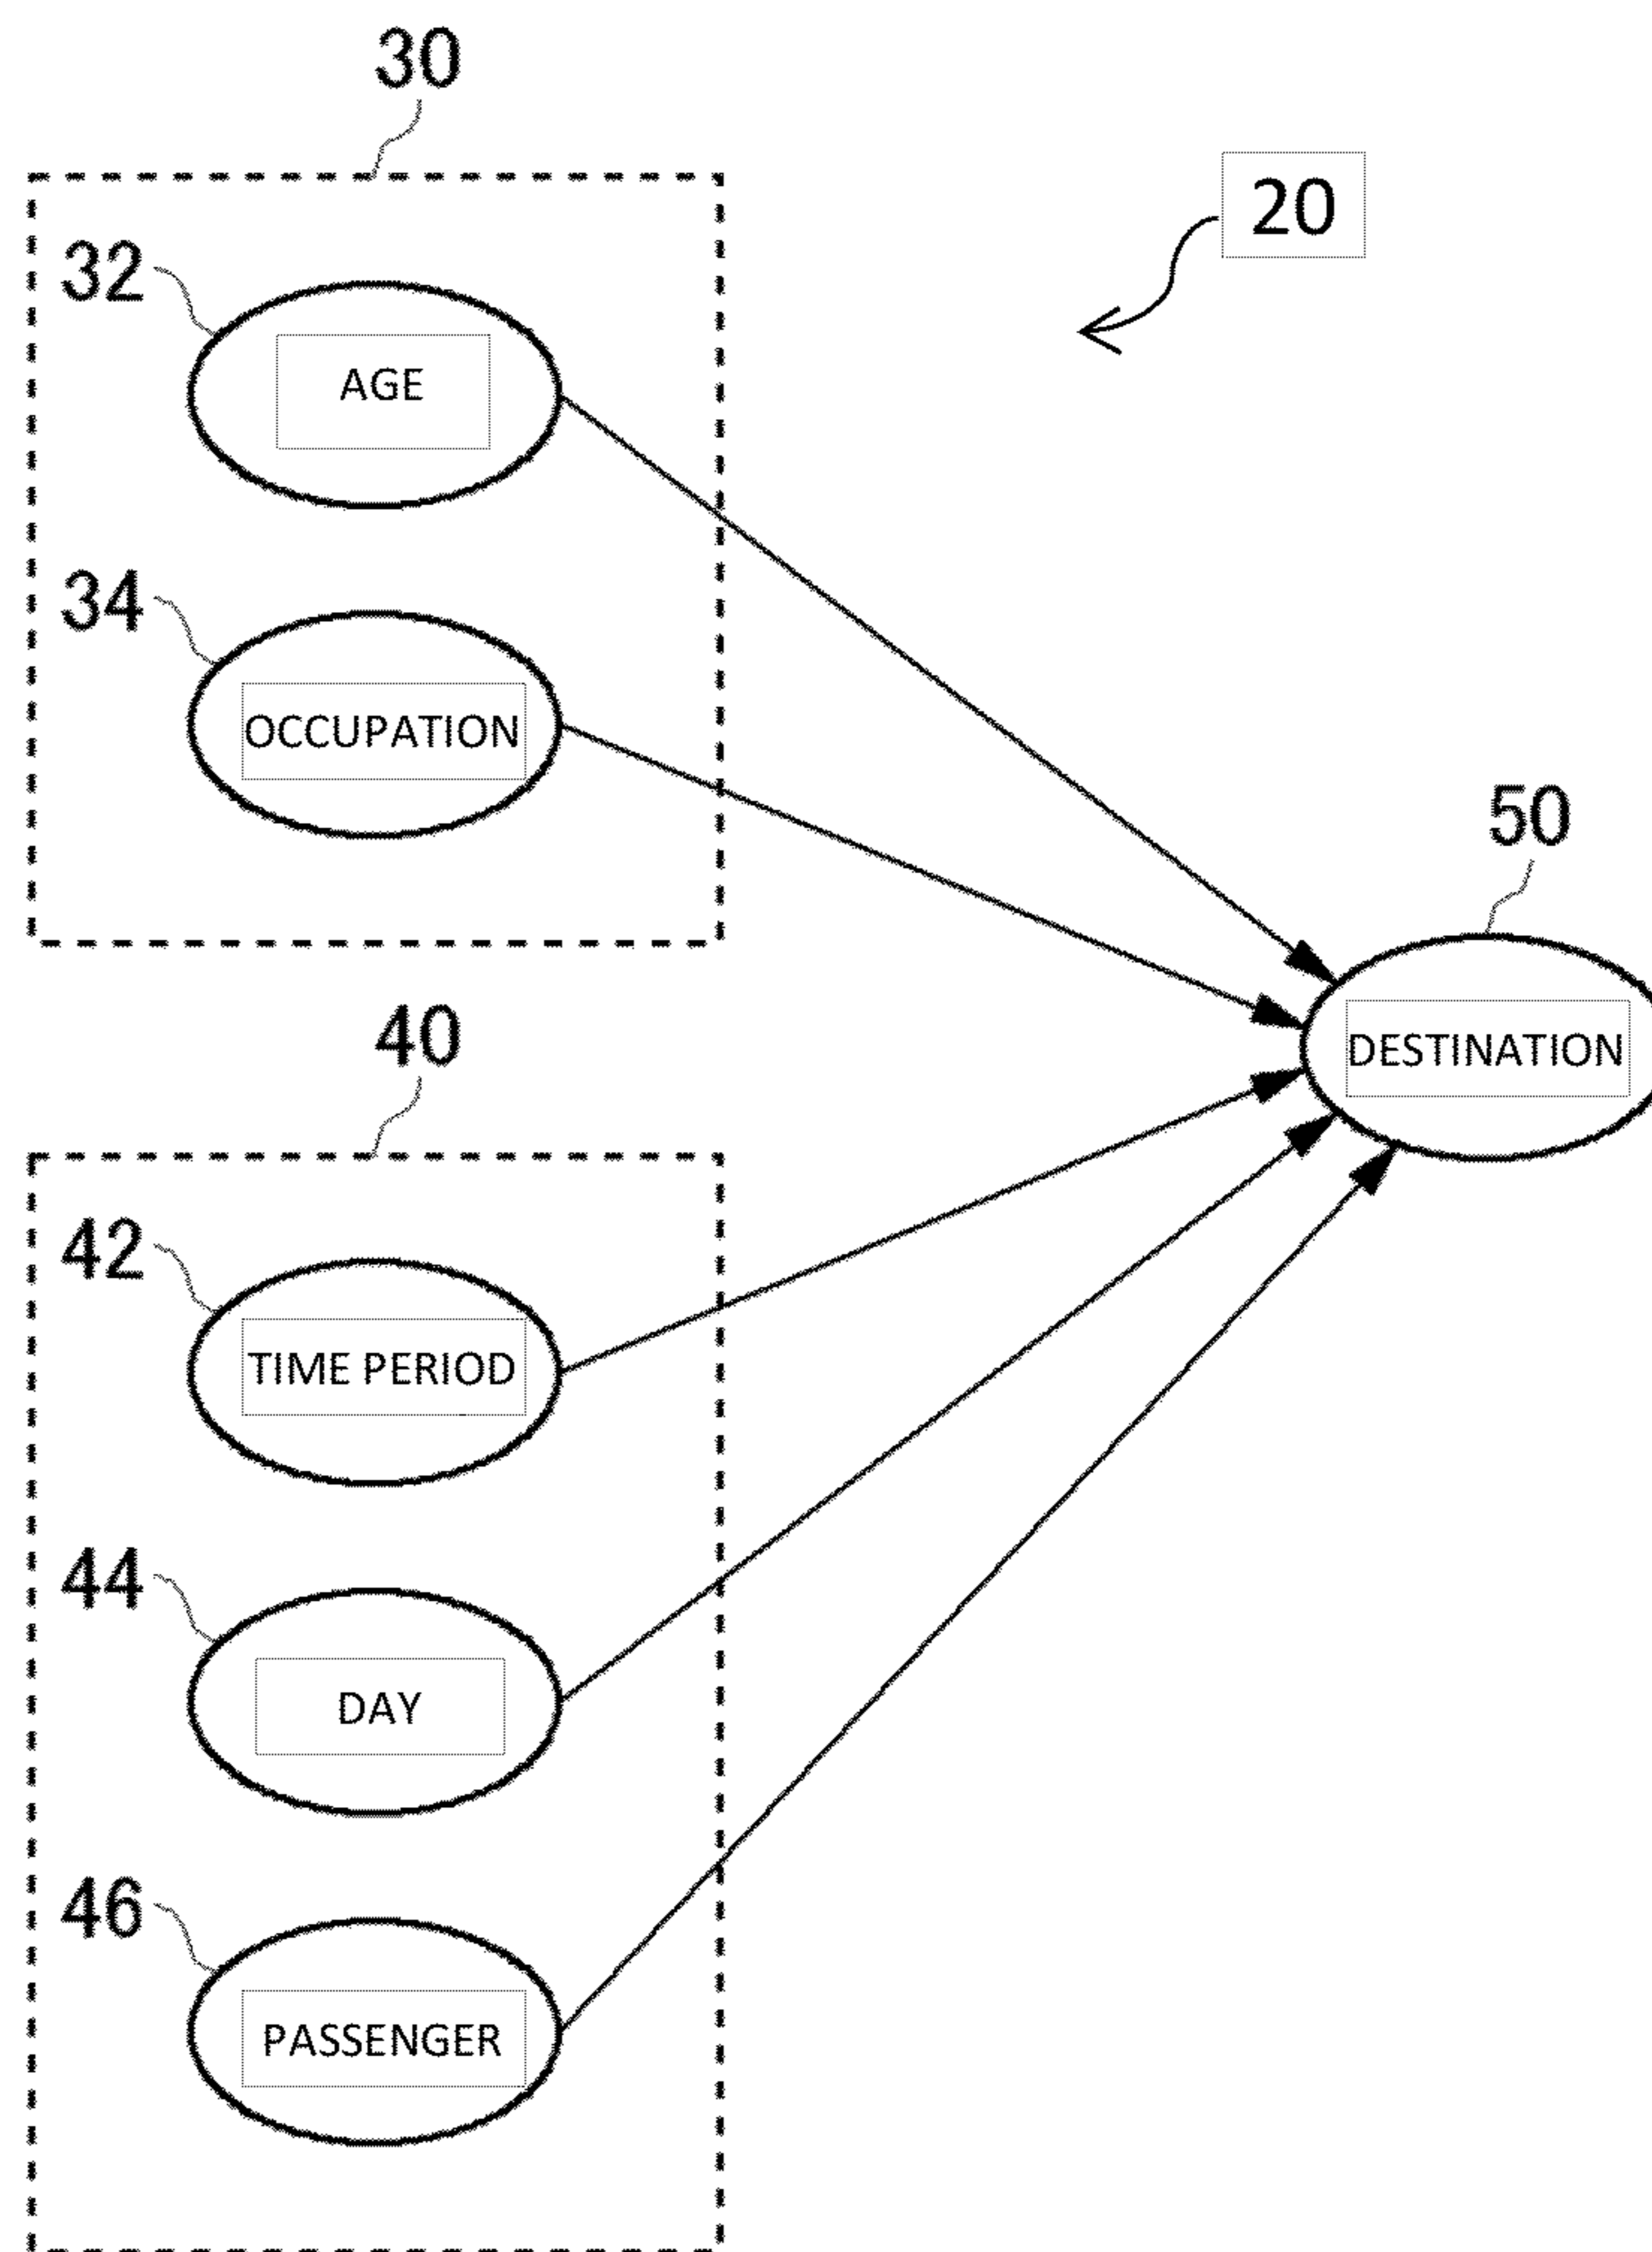 30
20
32
AGE
34
OCCUPATION
50
DESTINATION
40
42
TIME PERIOD
44
DAY
46
PASSENGER